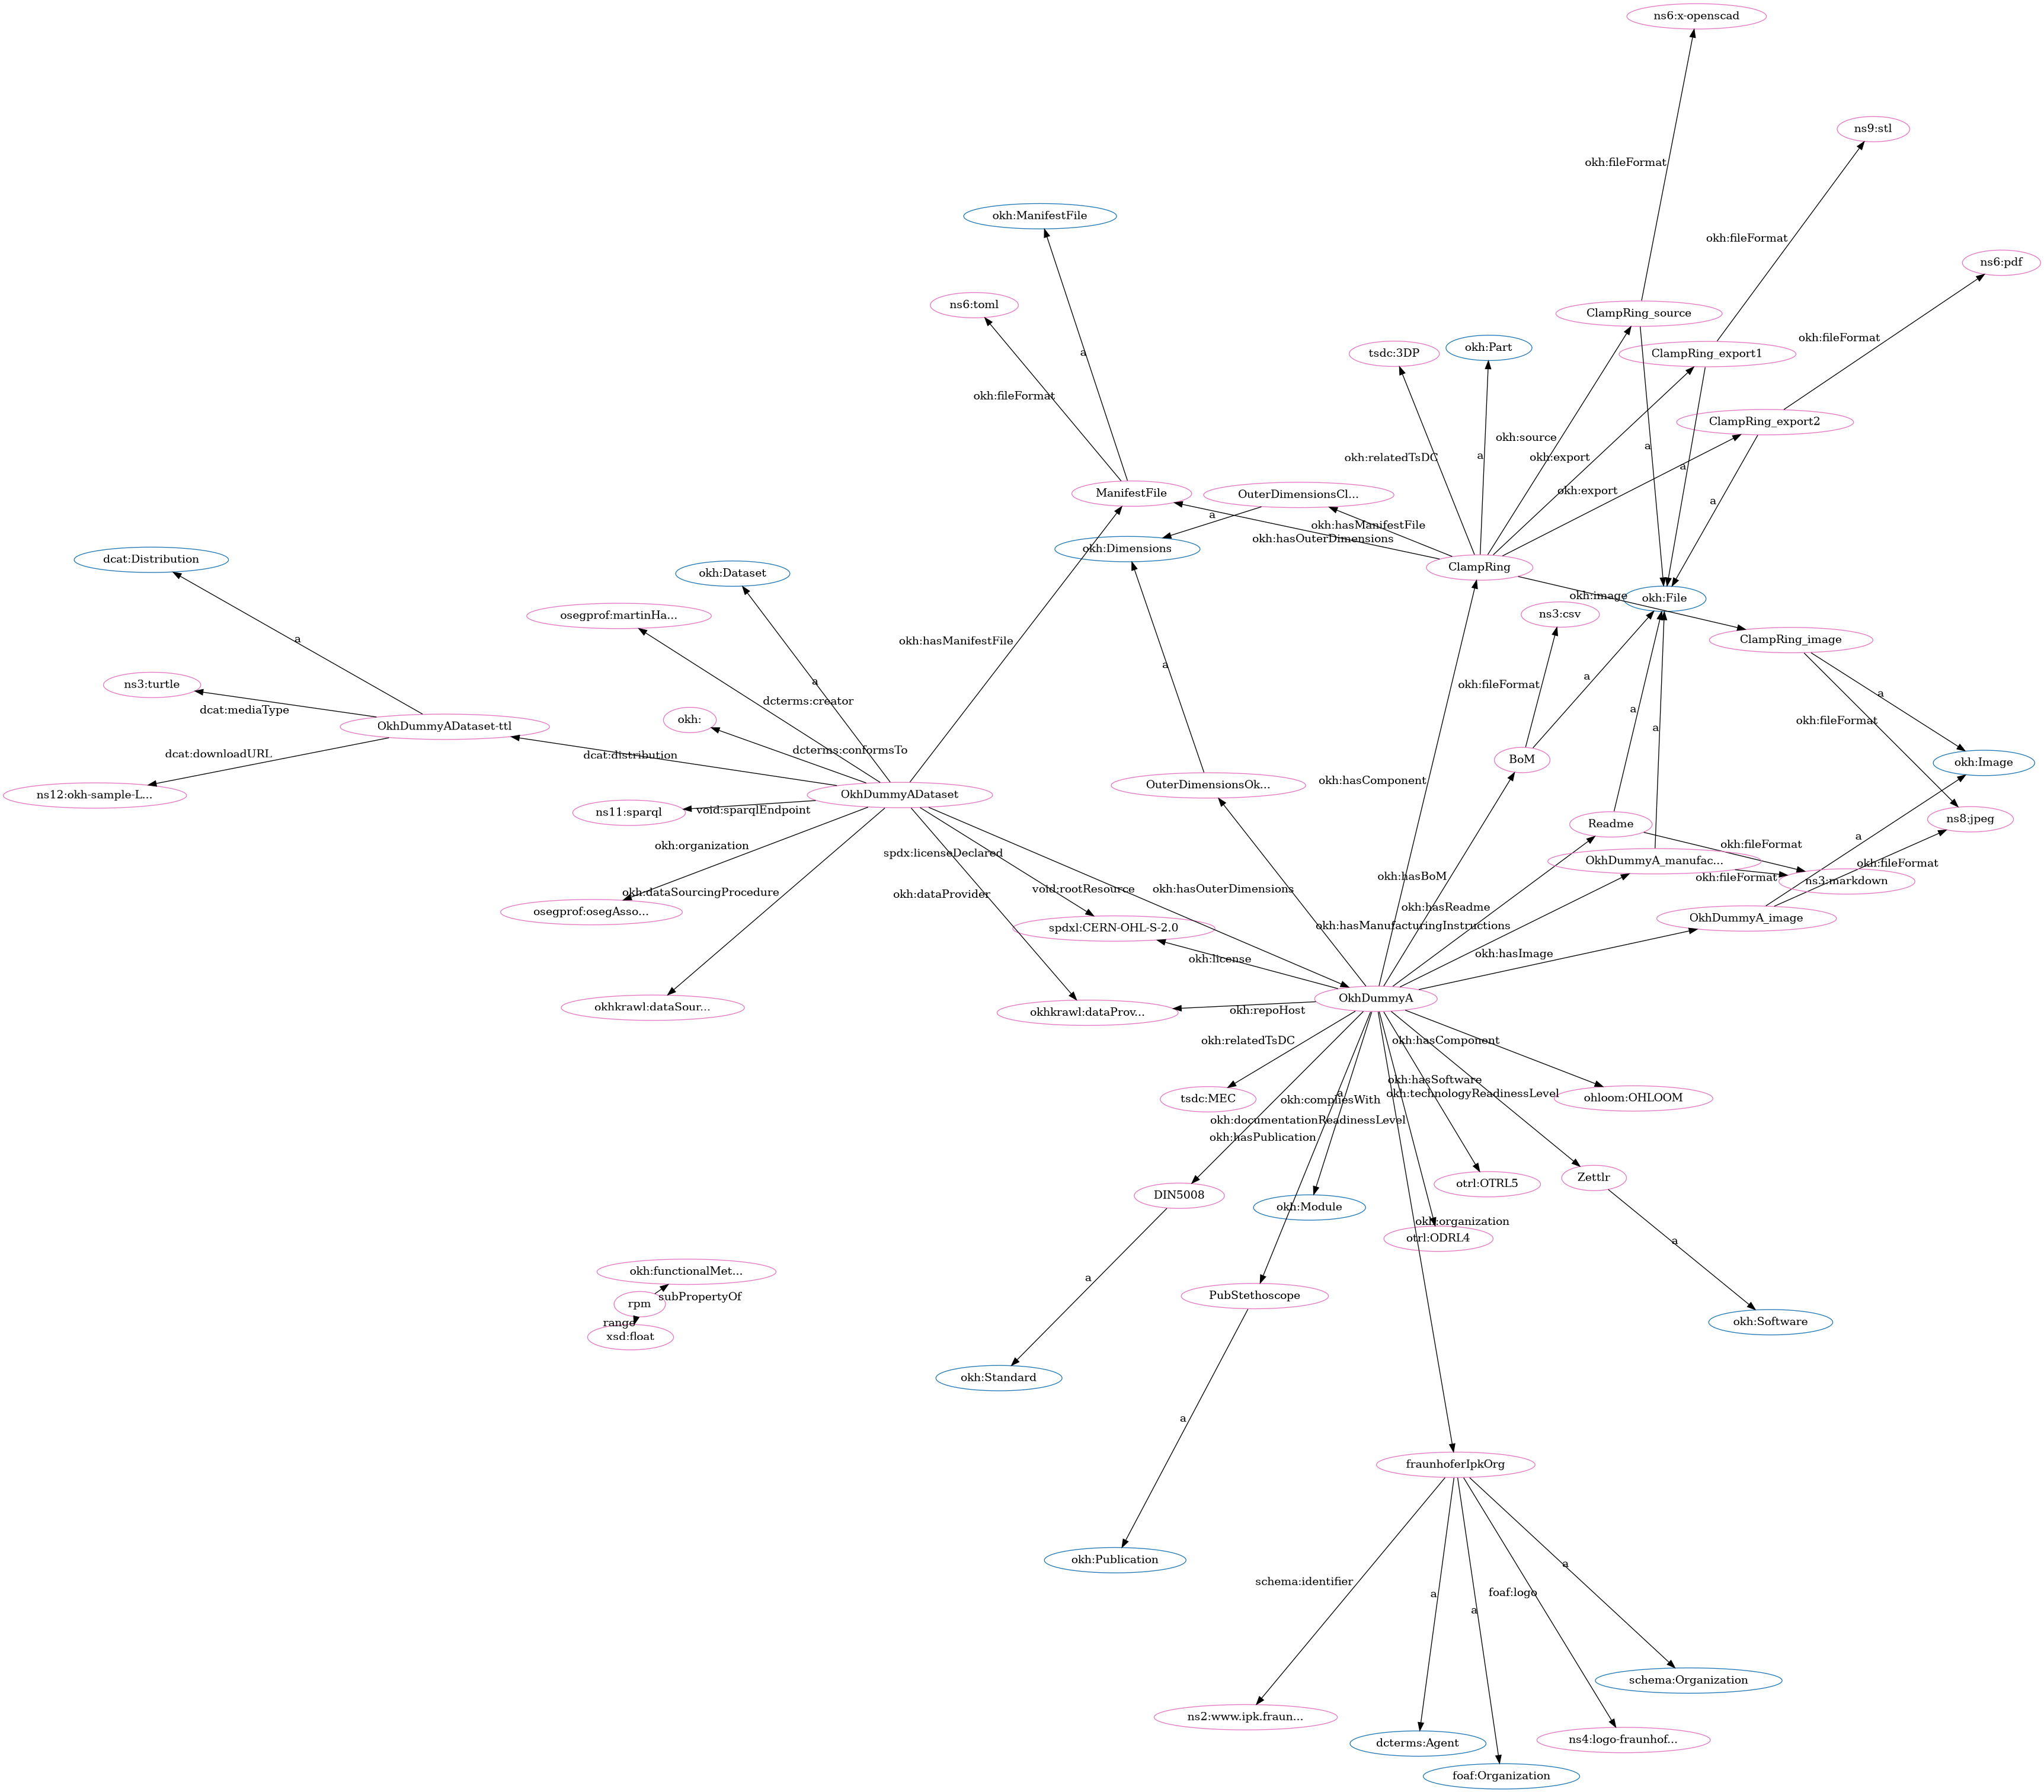 ns6:x-openscad
ns9:stl
okh:fileFormat
okh:ManifestFile
okh:fileFormat
ns6:pdf
ns6:toml
ClampRing_source
okh:fileFormat
okh:Part
a
tsdc:3DP
ClampRing_export1
okh:fileFormat
ClampRing_export2
okh:source
a
okh:relatedTsDC
a
okh:export
a
ManifestFile
OuterDimensionsCl...
okh:export
a
a
okh:hasManifestFile
okh:hasOuterDimensions
okh:Dimensions
dcat:Distribution
ClampRing
okh:Dataset
okh:image
okh:File
osegprof:martinHa...
ns3:csv
a
okh:hasManifestFile
ClampRing_image
a
a
okh:fileFormat
ns3:turtle
a
a
dcterms:creator
a
dcat:mediaType
okh:
okh:fileFormat
OkhDummyADataset-ttl
a
dcat:downloadURL
dcat:distribution
dcterms:conformsTo
BoM
okh:Image
okh:hasComponent
OuterDimensionsOk...
ns12:okh-sample-L...
OkhDummyADataset
ns11:sparql
void:sparqlEndpoint
ns8:jpeg
Readme
a
okh:organization
okh:fileFormat
spdx:licenseDeclared
OkhDummyA_manufac...
okh:fileFormat
okh:dataSourcingProcedure
okh:dataProvider
void:rootResource
okh:hasOuterDimensions
okh:hasBoM
okh:fileFormat
ns3:markdown
osegprof:osegAsso...
okh:hasReadme
OkhDummyA_image
spdxl:CERN-OHL-S-2.0
okh:hasManufacturingInstructions
okh:license
okh:hasImage
OkhDummyA
okhkrawl:dataSour...
okhkrawl:dataProv...
okh:repoHost
okh:relatedTsDC
okh:hasComponent
okh:hasSoftware
okh:technologyReadinessLevel
a
tsdc:MEC
okh:compliesWith
ohloom:OHLOOM
okh:documentationReadinessLevel
okh:hasPublication
Zettlr
otrl:OTRL5
DIN5008
okh:Module
okh:organization
otrl:ODRL4
a
okh:functionalMet...
a
PubStethoscope
subPropertyOf
rpm
range
okh:Software
xsd:float
okh:Standard
a
fraunhoferIpkOrg
okh:Publication
a
schema:identifier
a
foaf:logo
a
schema:Organization
ns2:www.ipk.fraun...
dcterms:Agent
ns4:logo-fraunhof...
foaf:Organization